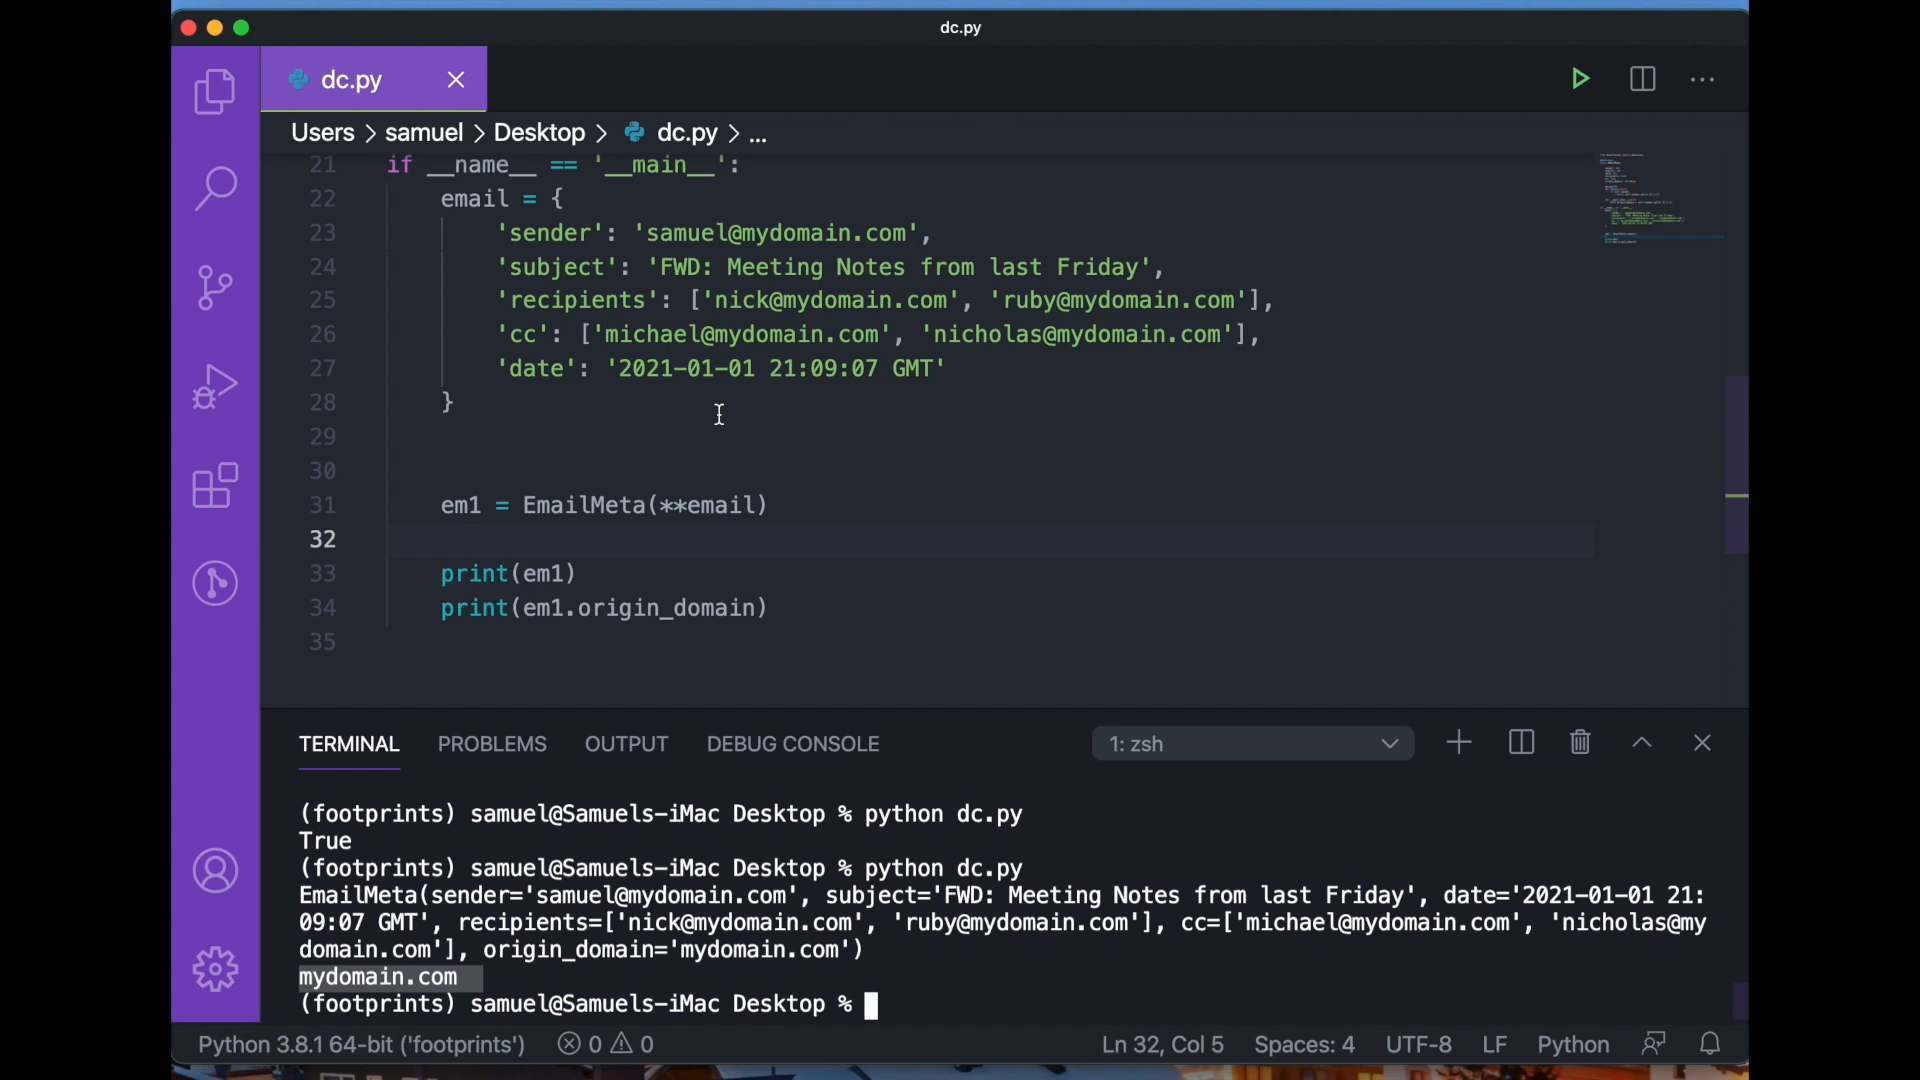 dc.py
dc.py
Users > samuel > Desktop > dc.py > ...
21 if __name__ == '__main__':
22 email = {
23 'sender': 'samuel@mydomain.com',
24 'subject': 'FWD: Meeting Notes from last Friday',
25 'recipients': ['nick@mydomain.com', 'ruby@mydomain.com'],
26 'cc': ['michael@mydomain.com', 'nicholas@mydomain.com'],
27 'date': '2021-01-01 21:09:07 GMT'
28 }
29
30
31 em1 = EmailMeta(**email)
32
33 print(em1)
34 print(em1.origin_domain)
35
TERMINAL PROBLEMS OUTPUT DEBUG CONSOLE 1: zsh
(footprints) samuel@Samuels-iMac Desktop % python dc.py
True
(footprints) samuel@Samuels-iMac Desktop % python dc.py
EmailMeta(sender='samuel@mydomain.com', subject='FWD: Meeting Notes from last Friday', date='2021-01-01 21:
09:07 GMT', recipients=['nick@mydomain.com', 'ruby@mydomain.com'], cc=['michael@mydomain.com', 'nicholas@my
domain.com'], origin_domain='mydomain.com')
mydomain.com
(footprints) samuel@Samuels-iMac Desktop %
Python 3.8.1 64-bit ('footprints') 0 0 Ln 32, Col 5 Spaces: 4 UTF-8 LF Python